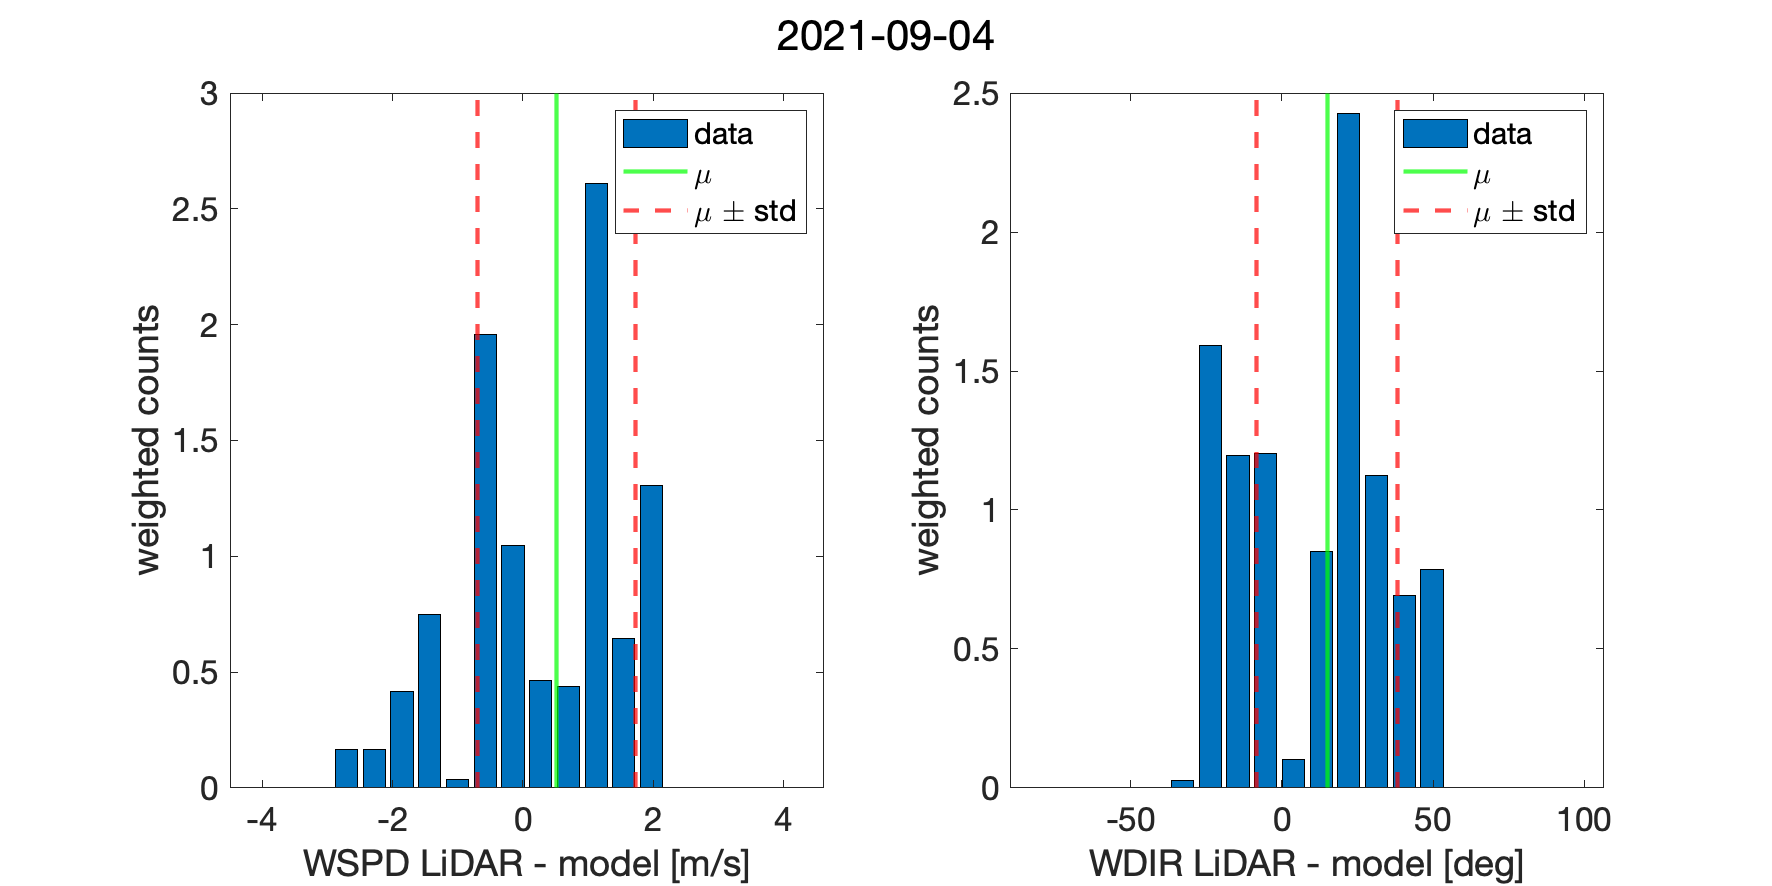 2021-09-04
3
2.5
2
1.5
1
0.5
0
weighted counts
-4 -2 0 2 4
WSPD LiDAR - model [m/s]
data
μ
μ ± std
2.5
2
1.5
1
0.5
0
weighted counts
-50 0 50 100
WDIR LiDAR - model [deg]
data
μ
μ ± std